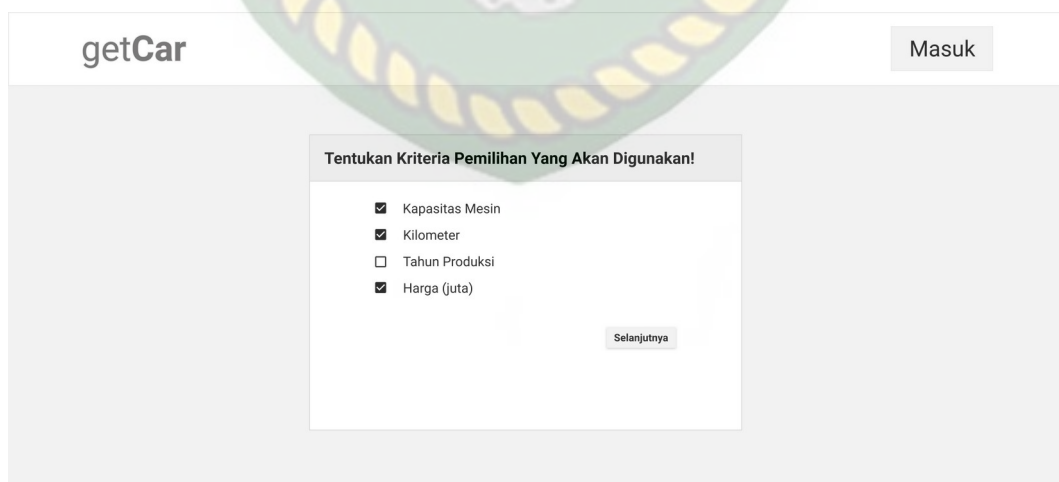 getCar
Masuk
Tentukan Kriteria Pemilihan Yang Akan Digunakan!
Kapasitas Mesin
Kilometer
Tahun Produksi
Harga (juta)
Selanjutnya